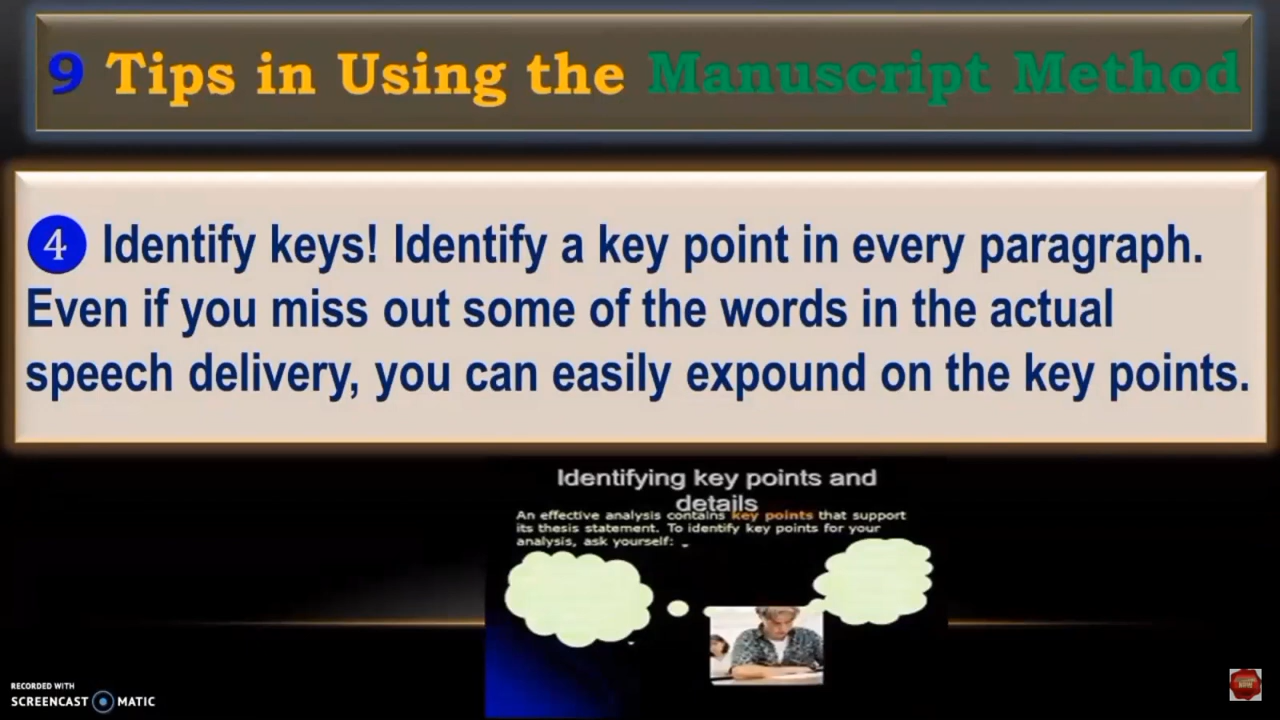 9 Tips in Using the Manuscript Method
4 Identify keys! Identify a key point in every paragraph.
Even if you miss out some of the words in the actual
speech delivery, you can easily expound on the key points.
Identifying key points and
details
An effective analysis contains key points that support
its thesis statement. To identify key points for your
analysis, ask yourself:
RECORDED WITH
SCREENCAST MATIC